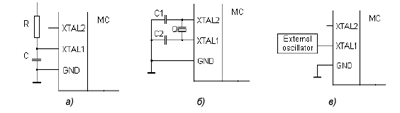 R
C
XTAL2
XTAL1
GND
MC
а)
C1
C2
Q
XTAL2
XTAL1
GND
MC
б)
External
oscillator
XTAL2
XTAL1
GND
MC
в)